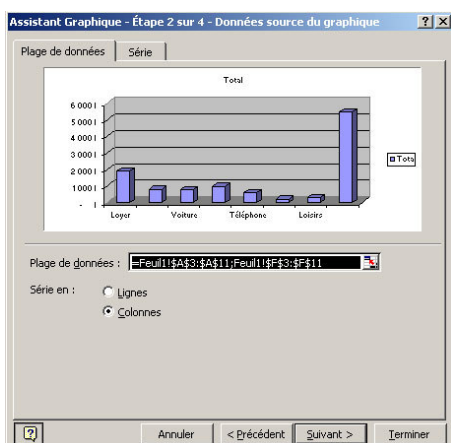 Assistant Graphique - Étape 2 sur 4 - Données source du graphique
Plage de données
Série
Total
6 000 l
5 000 l
4 000 l
3 000 l
2 000 l
1 000 l
- l
Loyer
Voiture
Téléphone
Loisirs
Tota
Plage de données :
=Feuil1!$A$3:$A$11;Feuil1!$F$3:$F$11
Série en :
Lignes
Colonnes
Annuler
< Précédent
Suivant >
Terminer